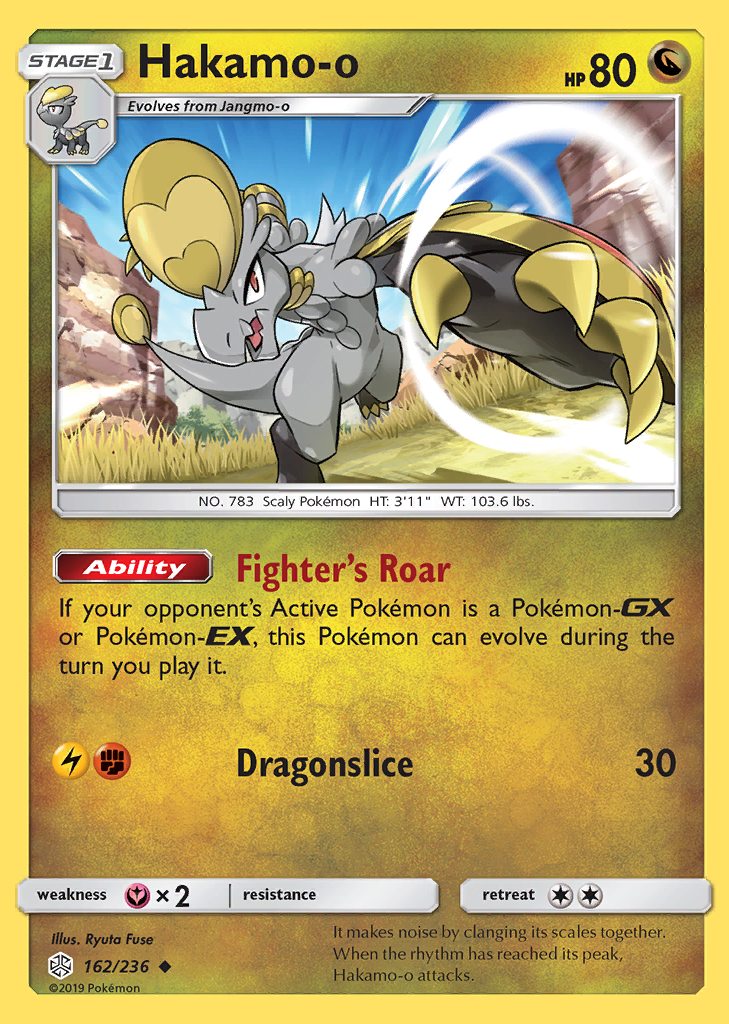 STAGE1
Hakamo-o
HP 80
Evolves from Jangmo-o
NO. 783 Scaly Pokémon HT: 3'11" WT: 103.6 lbs.
Ability
Fighter's Roar
If your opponent's Active Pokémon is a Pokémon-GX
or Pokémon-EX, this Pokémon can evolve during the
turn you play it.
Dragonslice 30
weakness ×2 resistance retreat
Illus. Ryuta Fuse
162/236
©2019 Pokémon
It makes noise by clanging its scales together.
When the rhythm has reached its peak,
Hakamo-o attacks.